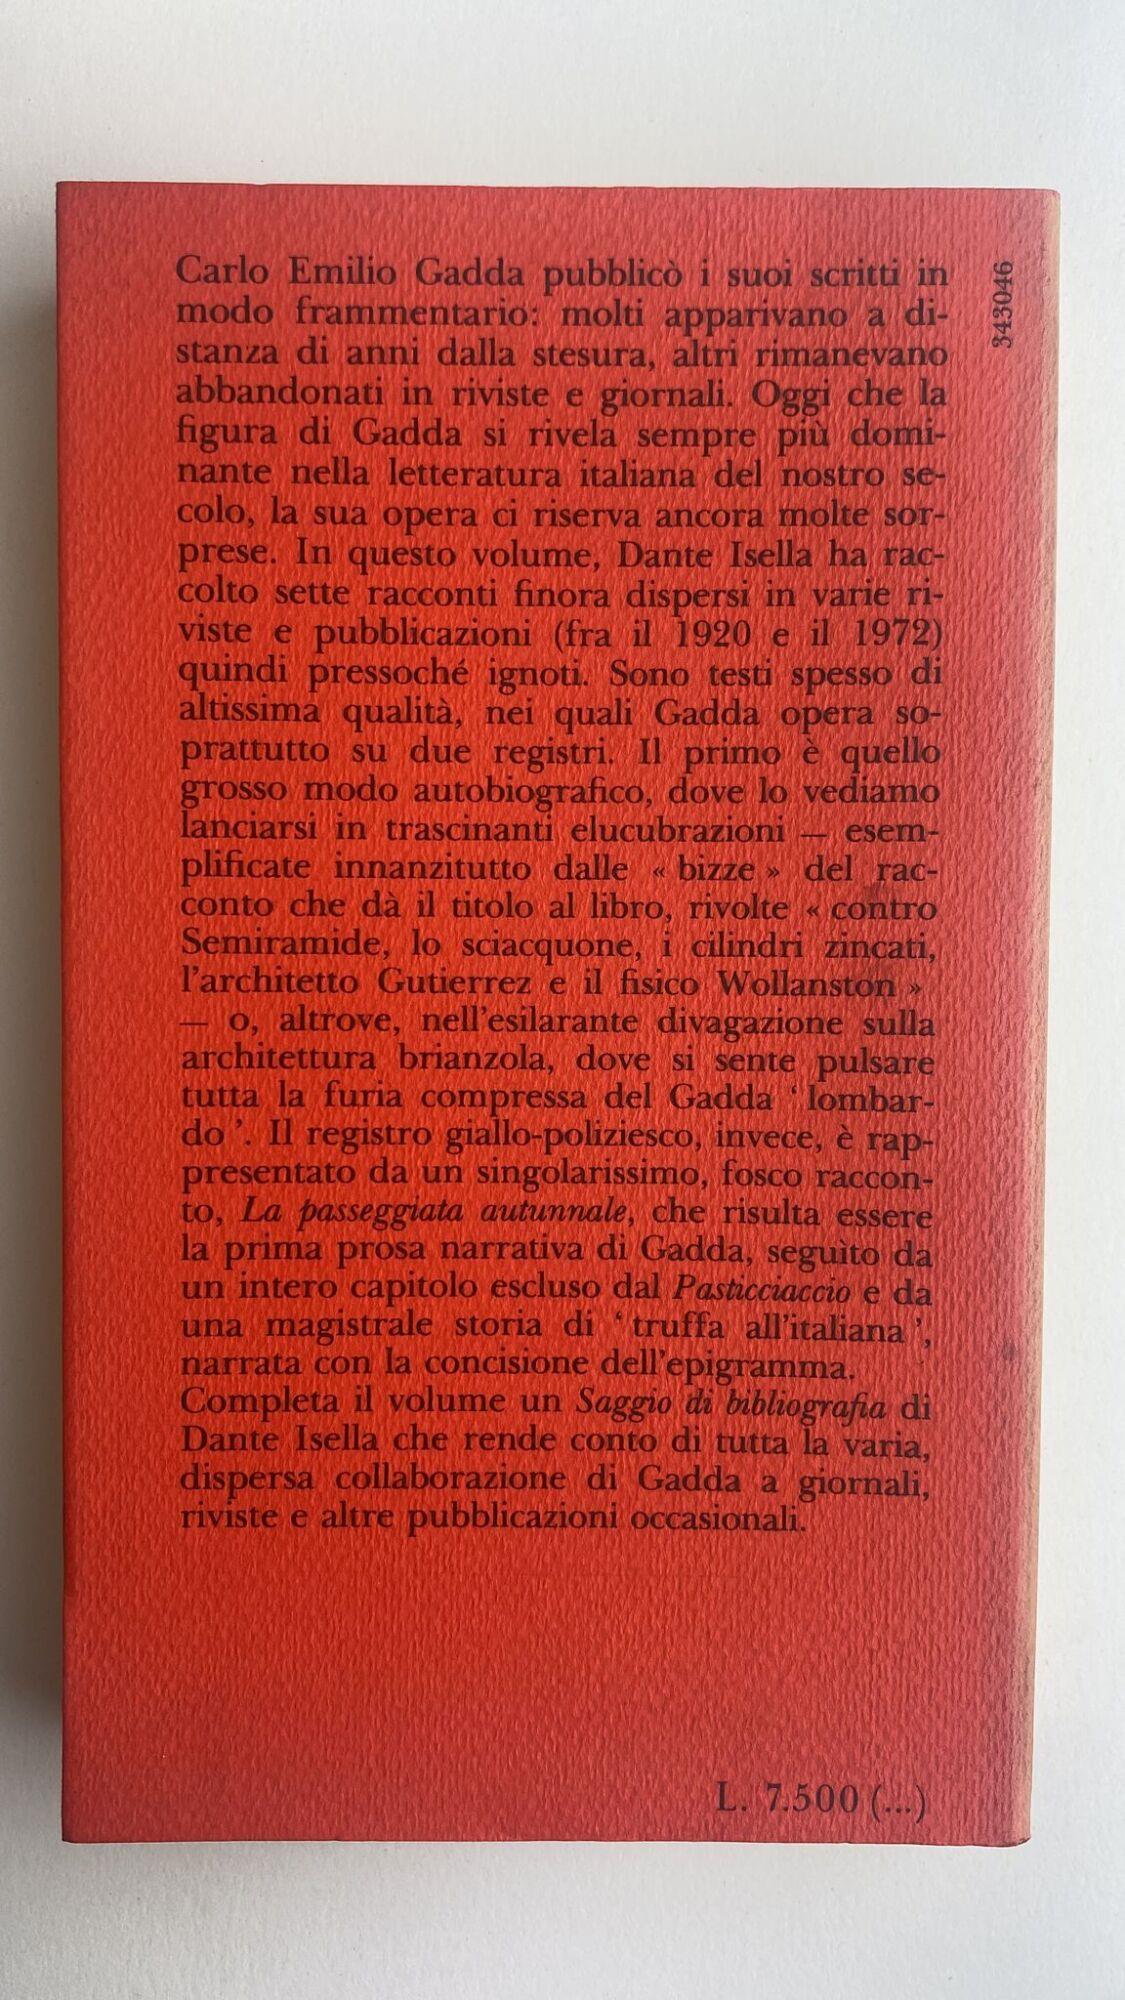 Carlo Emilio Gadda pubblicò i suoi scritti in
modo frammentario: molti apparivano a di-
stanza di anni dalla stesura, altri rimanevano
abbandonati in riviste e giornali. Oggi che la
figura di Gadda si rivela sempre più domi-
nante nella letteratura italiana del nostro se-
colo, la sua opera ci riserva ancora molte sor-
prese. In questo volume, Dante Isella ha rac-
colto sette racconti finora dispersi in varie ri-
viste e pubblicazioni (fra il 1920 e il 1972)
quindi pressoché ignoti. Sono testi spesso di
altissima qualità, nei quali Gadda opera so-
prattutto su due registri. Il primo è quello
grosso modo autobiografico, dove lo vediamo
lanciarsi in trascinanti elucubrazioni — esem-
plificate innanzitutto dalle « bizze » del rac-
conto che dà il titolo al libro, rivolte « contro
Semiramide, lo sciacquone, i cilindri zincati,
l'architetto Gutierrez e il fisico Wollanston »
— o, altrove, nell'esilarante divagazione sulla
architettura brianzola, dove si sente pulsare
tutta la furia compressa del Gadda ‘ lombar-
do ’. Il registro giallo-poliziesco, invece, è rap-
presentato da un singolarissimo, fosco raccon-
to, La passeggiata autunnale, che risulta essere
la prima prosa narrativa di Gadda, seguìto da
un intero capitolo escluso dal Pasticciaccio e da
una magistrale storia di ‘ truffa all'italiana ’,
narrata con la concisione dell'epigramma.
Completa il volume un Saggio di bibliografia di
Dante Isella che rende conto di tutta la varia,
dispersa collaborazione di Gadda a giornali,
riviste e altre pubblicazioni occasionali.
L. 7.500 (...)
343046